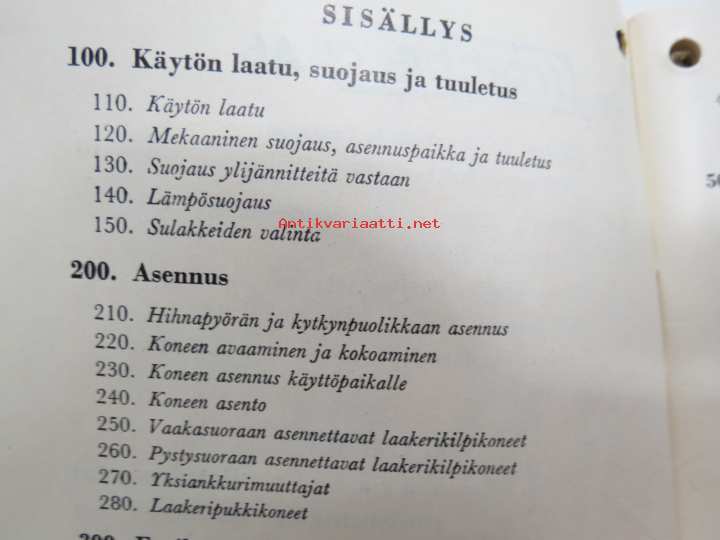 SISÄLLYS
100. Käytön laatu, suojaus ja tuuletus
110. Käytön laatu
120. Mekaaninen suojaus, asennuspaikka ja tuuletus
130. Suojaus ylijännitteitä vastaan
140. Lämpösuojaus
Antikvariaatti.net
150. Sulakkeiden valinta
200. Asennus
210. Hihnapyörän ja kytkynpuolikkaan asennus
220. Koneen avaaminen ja kokoaminen
230. Koneen asennus käyttöpaikalle
240. Koneen asento
250. Vaakasuoraan asennettavat laakerikilpikoneet
260. Pystysuoraan asennettavat laakerikilpikoneet
270. Yksiankkurimuuttajat
280. Laakeripukkikoneet